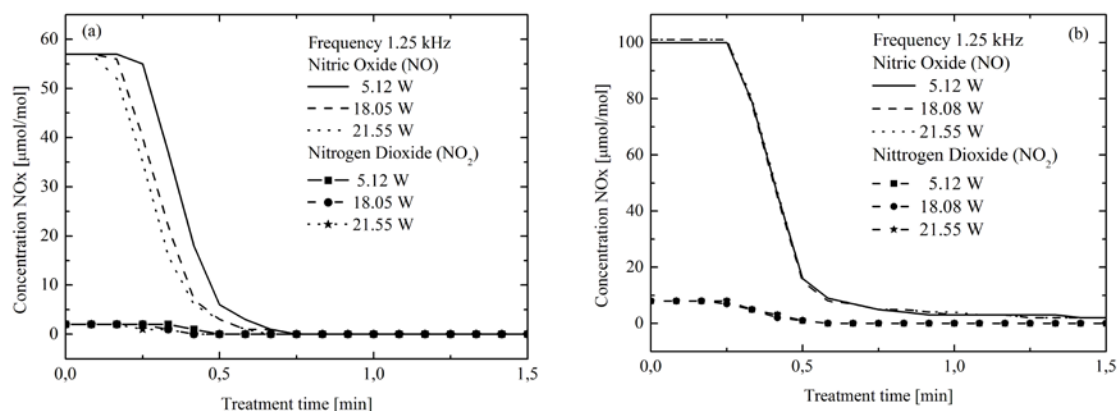 (a)
Frequency 1.25 kHz
Nitric Oxide (NO)
5.12 W
18.05 W
21.55 W
Nitrogen Dioxide (NO₂)
5.12 W
18.05 W
21.55 W
Concentration NOx [μmol/mol]
60
50
40
30
20
10
0
0,0
0,5
1,0
1,5
Treatment time [min]
(b)
Frequency 1.25 kHz
Nitric Oxide (NO)
5.12 W
18.08 W
21.55 W
Nittrogen Dioxide (NO₂)
5.12 W
18.08 W
21.55 W
Concentration NOx [μmol/mol]
100
80
60
40
20
0
0,0
0,5
1,0
1,5
Treatment time [min]